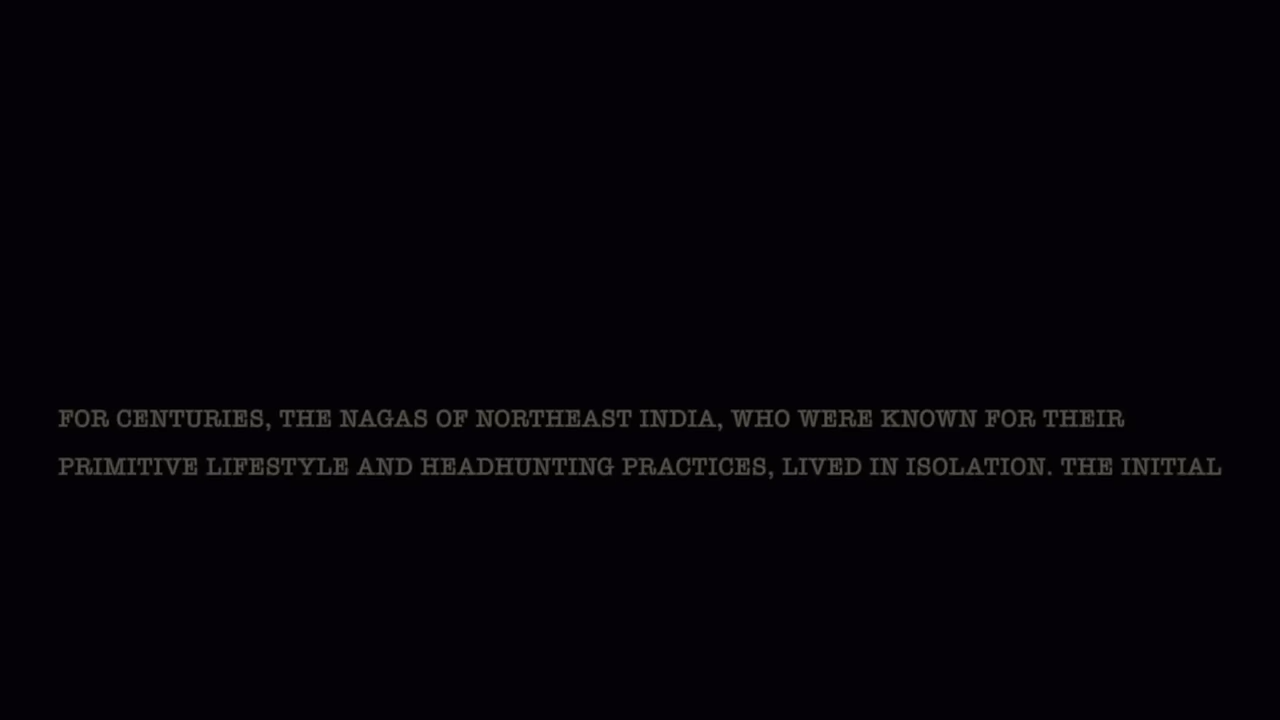 FOR CENTURIES, THE NAGAS OF NORTHEAST INDIA, WHO WERE KNOWN FOR THEIR
PRIMITIVE LIFESTYLE AND HEADHUNTING PRACTICES, LIVED IN ISOLATION. THE INITIAL